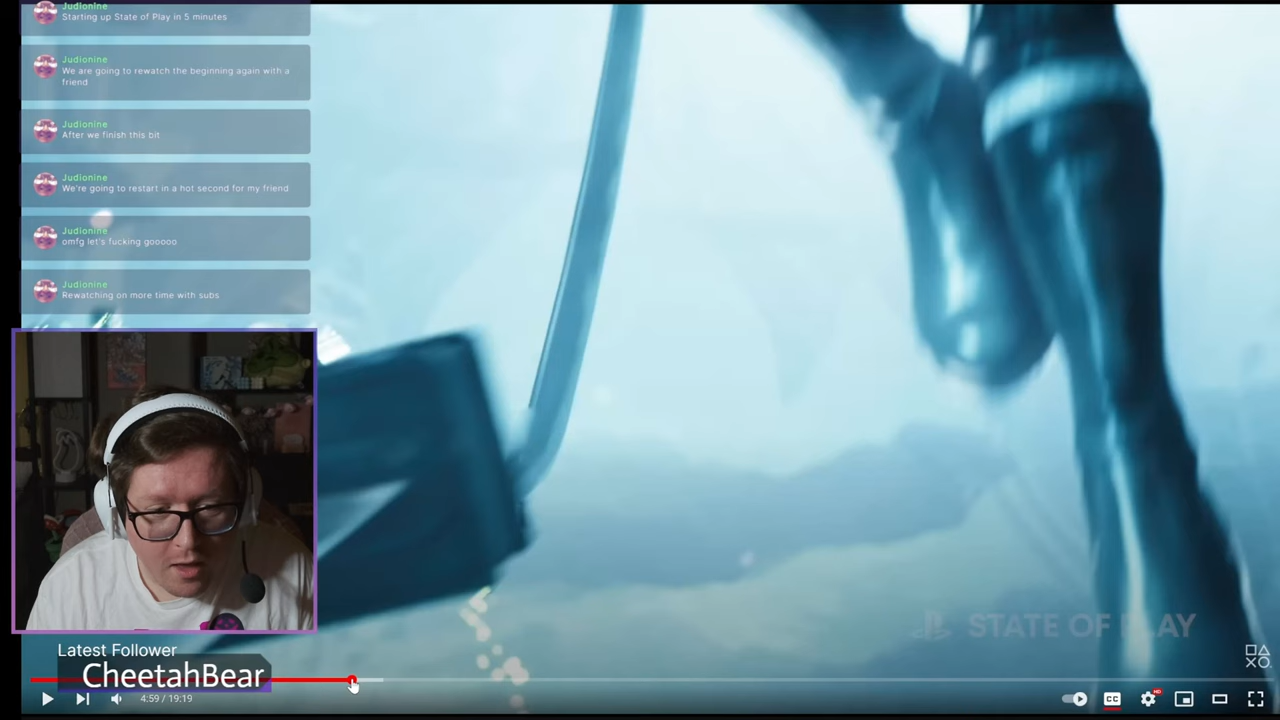 Judionine
Starting up State of Play in 5 minutes
Judionine
We are going to rewatch the beginning again with a
friend
Judionine
After we finish this bit
Judionine
We're going to restart in a hot second for my friend
Judionine
omfg let's fucking gooooo
Judionine
Rewatching on more time with subs
Latest Follower
CheetahBear
4:59 / 19:19
STATE OF PLAY
CC
HD